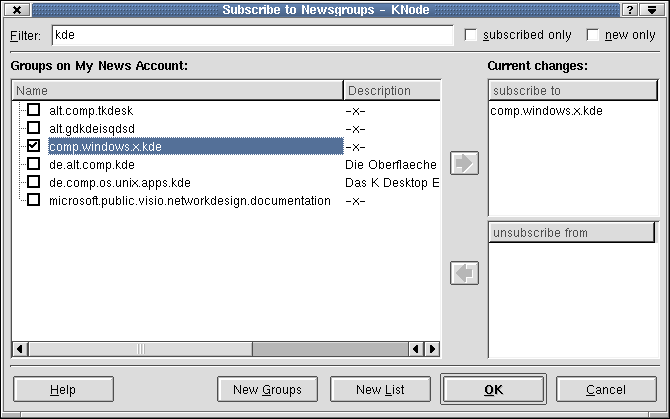 Subscribe to Newsgroups – KNode
Filter: kde subscribed only new only
Groups on My News Account:
Name Description
alt.comp.tkdesk -x-
alt.gdkdeisqdsd -x-
comp.windows.x.kde -x-
de.alt.comp.kde Die Oberflaeche
de.comp.os.unix.apps.kde Das K Desktop E
microsoft.public.visio.networkdesign.documentation -x-
Current changes:
subscribe to
comp.windows.x.kde
unsubscribe from
Help New Groups New List OK Cancel